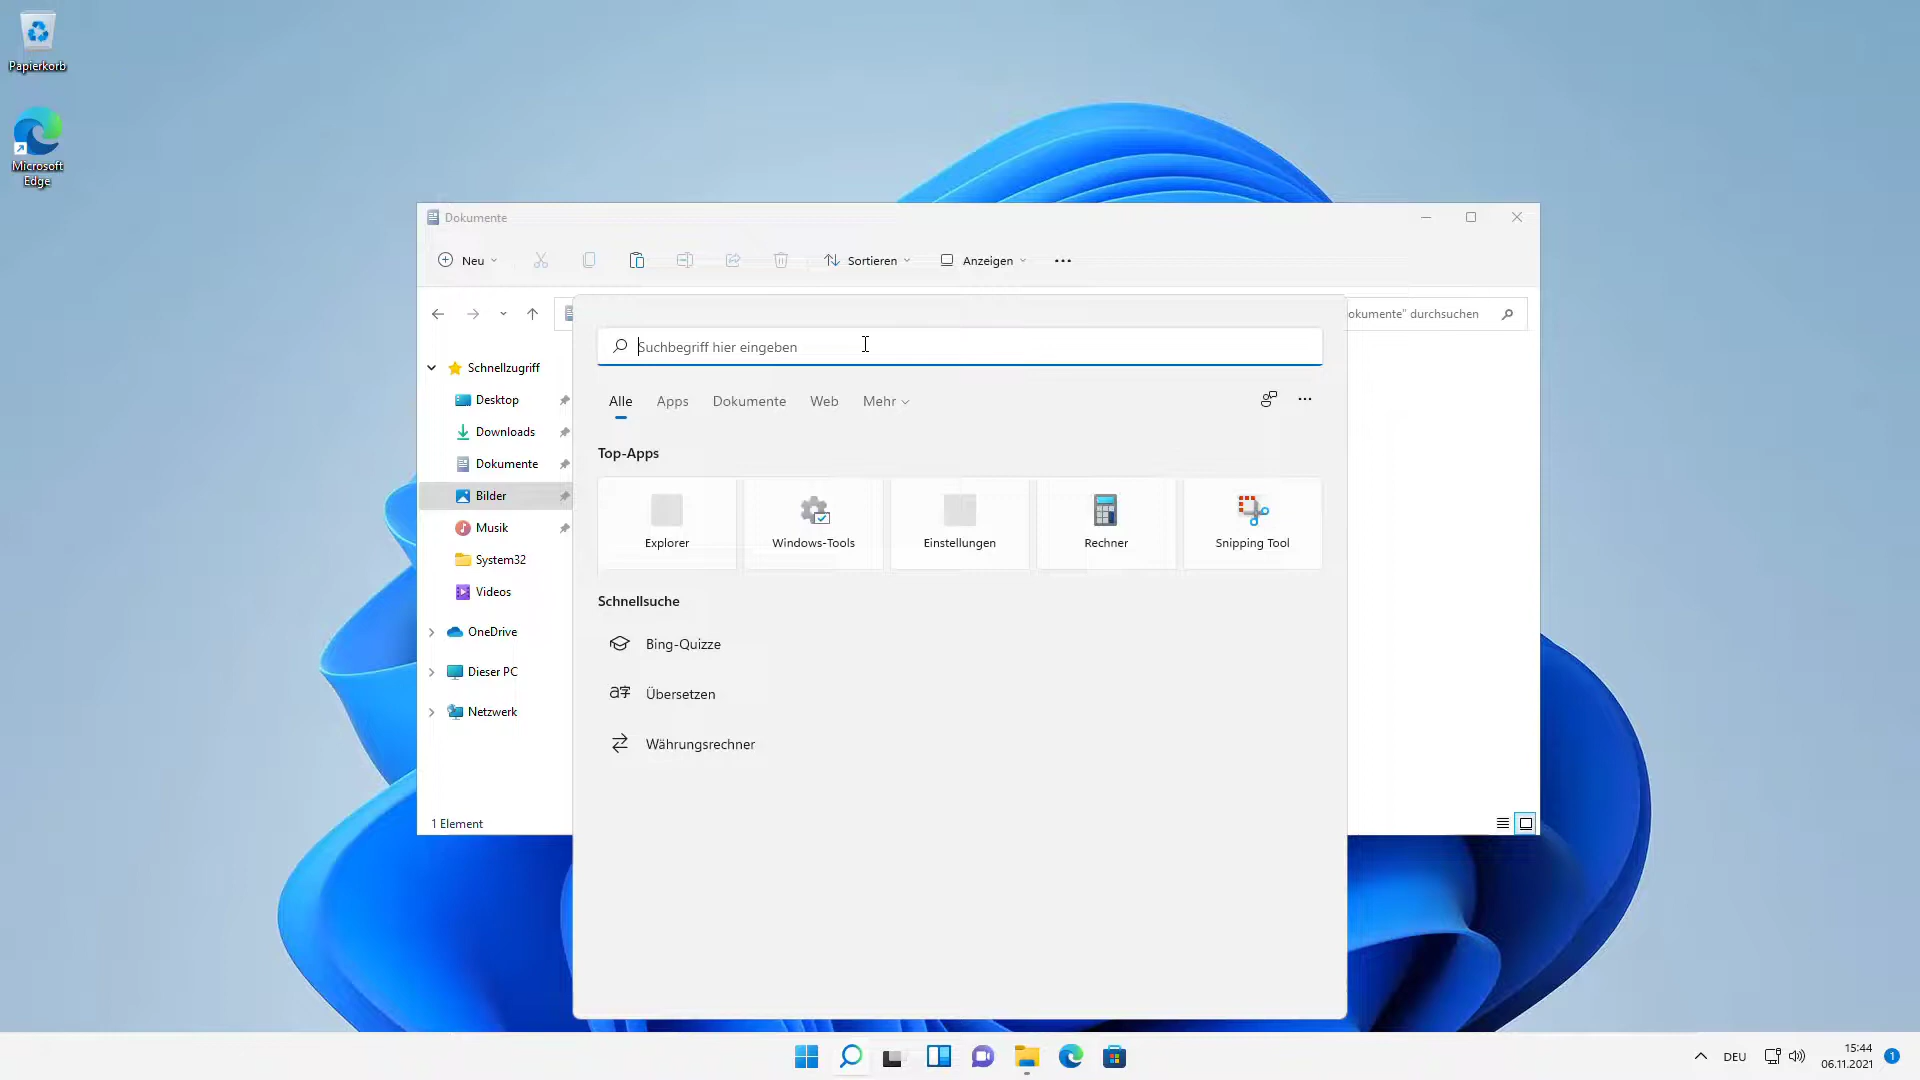 Papierkorb
Microsoft
Edge
Dokumente
Neu
Sortieren
Anzeigen
okumente" durchsuchen
Suchbegriff hier eingeben
Schnellzugriff
Desktop
Downloads
Dokumente
Bilder
Musik
System32
Videos
OneDrive
Dieser PC
Netzwerk
1 Element
Alle Apps Dokumente Web Mehr
Top-Apps
Explorer Windows-Tools Einstellungen Rechner Snipping Tool
Schnellsuche
Bing-Quizze
Übersetzen
Währungsrechner
DEU
15:44
06.11.2021
1